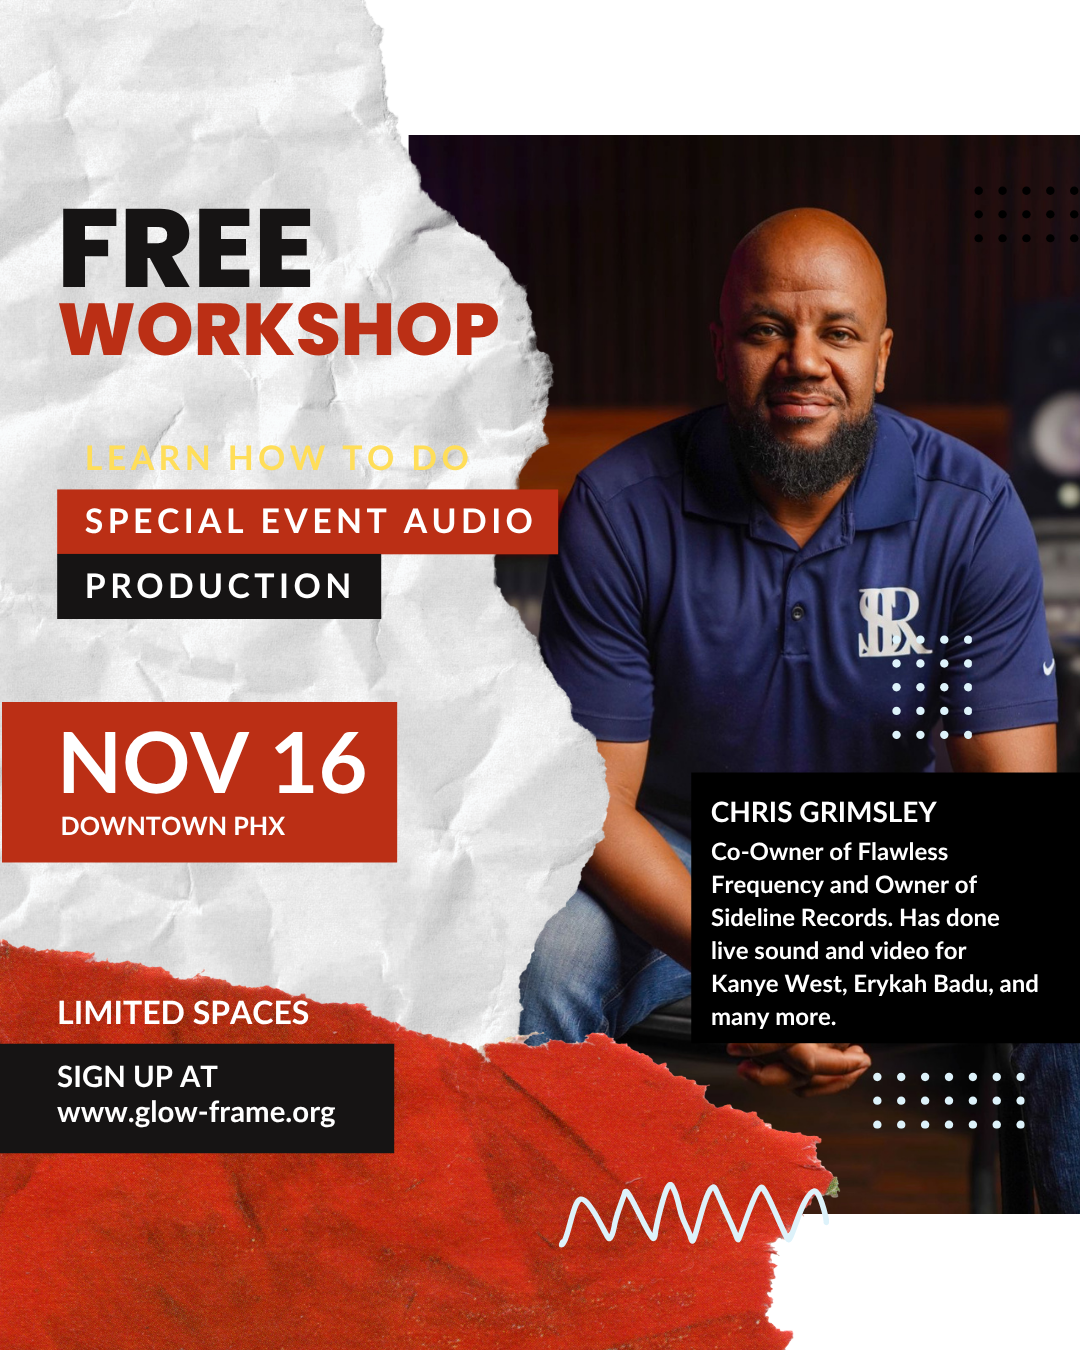 FREE
WORKSHOP
LEARN HOW TO DO
SPECIAL EVENT AUDIO
PRODUCTION
NOV 16
DOWNTOWN PHX
LIMITED SPACES
SIGN UP AT
www.glow-frame.org
SLR
CHRIS GRIMSLEY
Co-Owner of Flawless
Frequency and Owner of
Sideline Records. Has done
live sound and video for
Kanye West, Erykah Badu, and
many more.